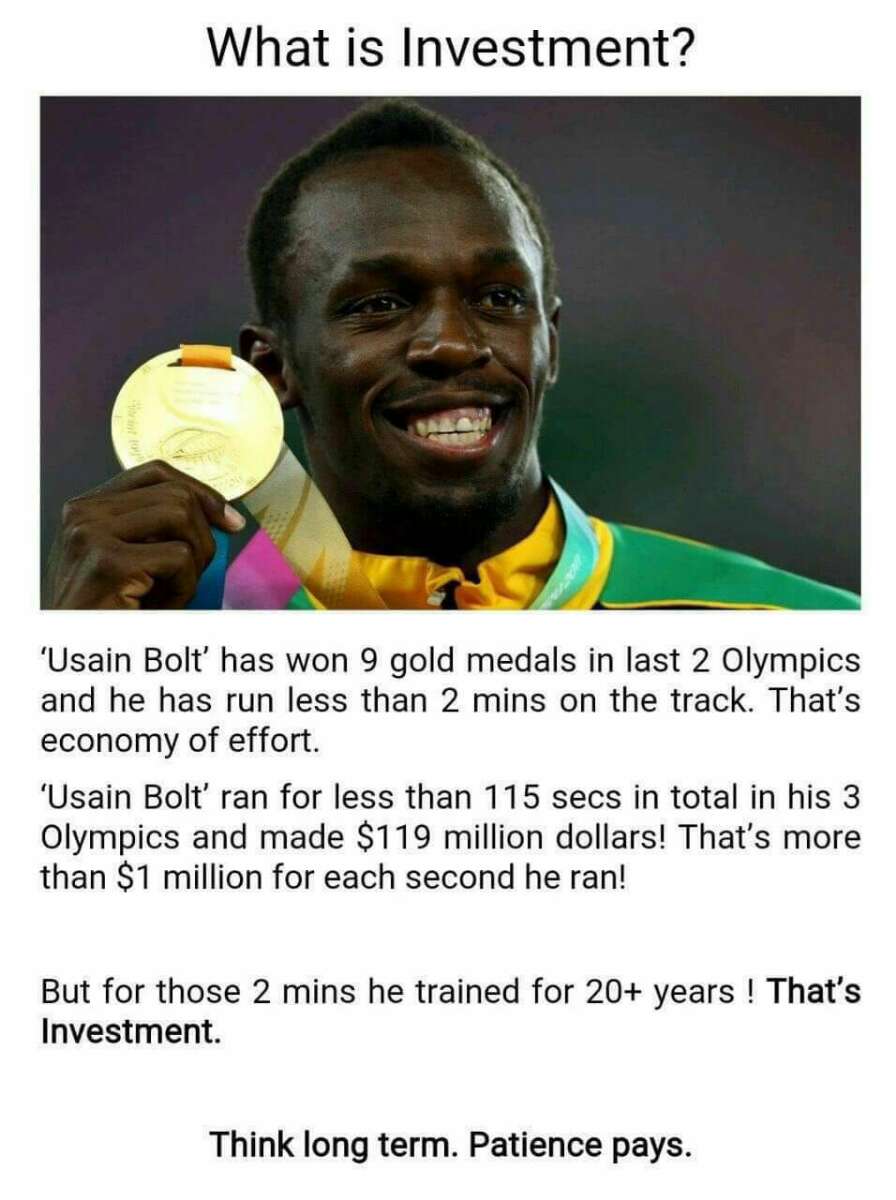 What is Investment?
‘Usain Bolt’ has won 9 gold medals in last 2 Olympics
and he has run less than 2 mins on the track. That’s
economy of effort.
‘Usain Bolt’ ran for less than 115 secs in total in his 3
Olympics and made $119 million dollars! That’s more
than $1 million for each second he ran!
But for those 2 mins he trained for 20+ years ! That’s
Investment.
Think long term. Patience pays.